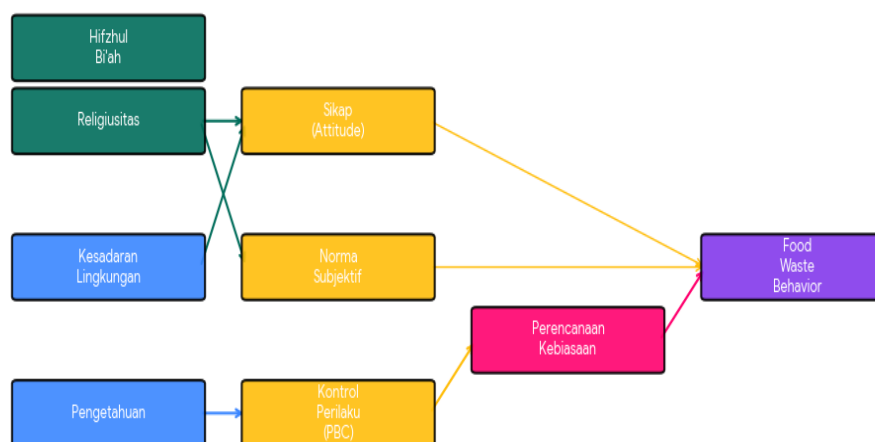 Hifzhul
Bi'ah
Religiusitas
Sikap
(Attitude)
Kesadaran
Lingkungan
Norma
Subjektif
Food
Waste
Behavior
Perencanaan
Kebiasaan
Pengetahuan
Kontrol
Perilaku
(PBC)